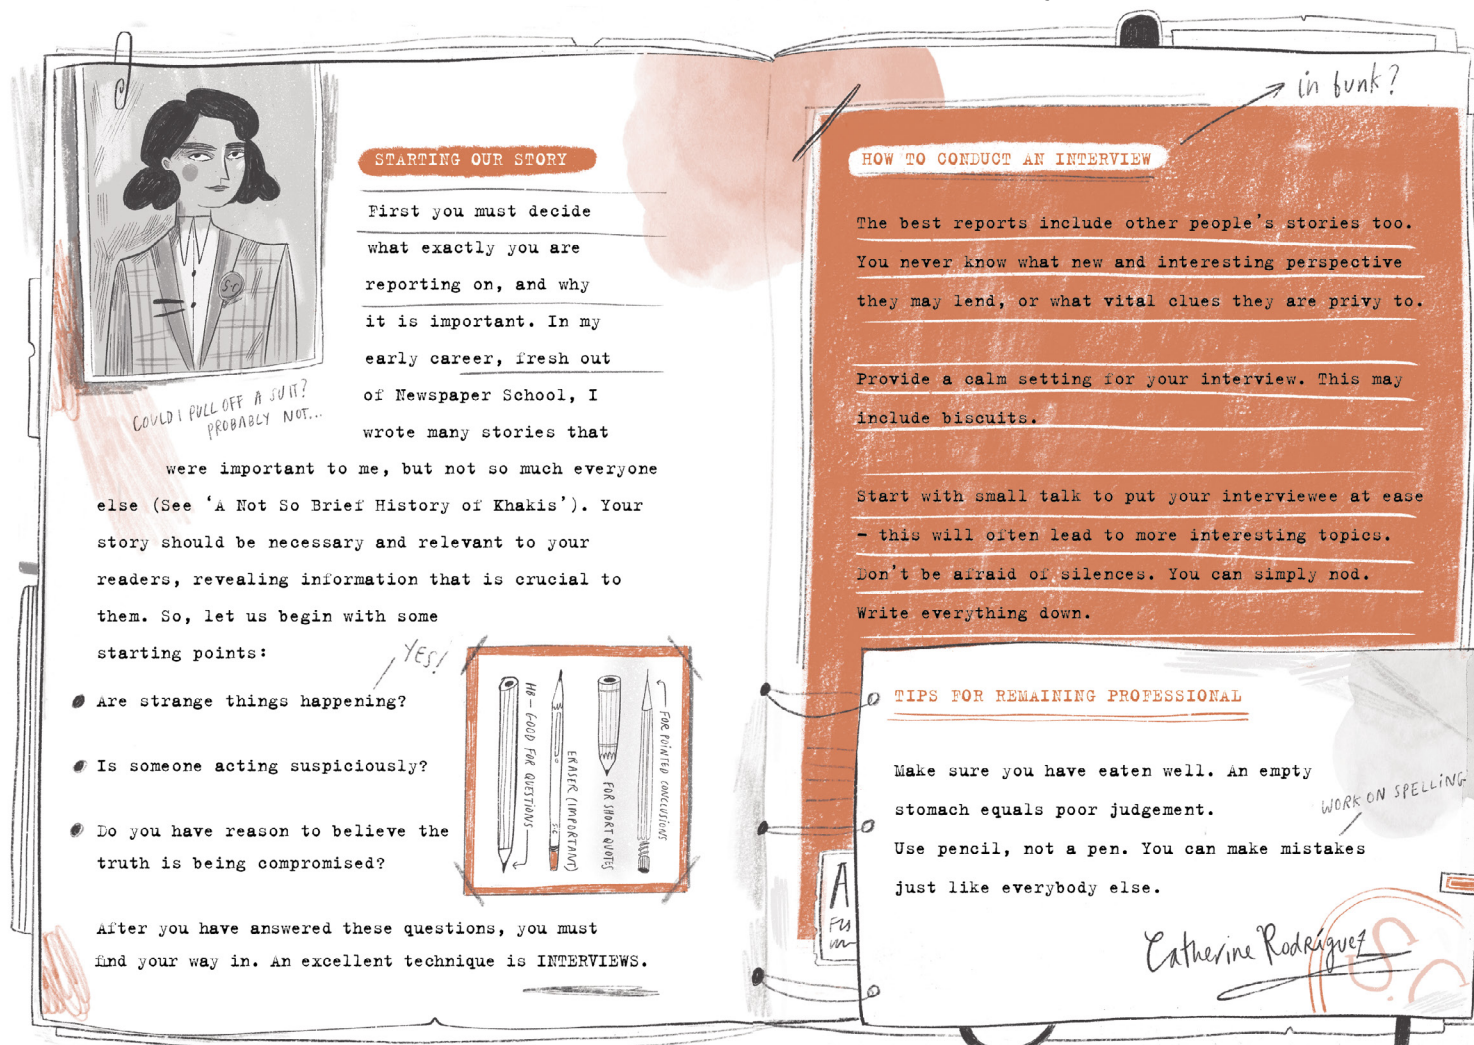 STARTING OUR STORY
First you must decide
what exactly you are
reporting on, and why
it is important. In my
early career, fresh out
of Newspaper School, I
wrote many stories that
were important to me, but not so much everyone
else (See ‘A Not So Brief History of Khakis’). Your
story should be necessary and relevant to your
readers, revealing information that is crucial to
them. So, let us begin with some
starting points:
YES!
Are strange things happening?
Is someone acting suspiciously?
Do you have reason to believe the
truth is being compromised?
After you have answered these questions, you must
find your way in. An excellent technique is INTERVIEWS.
S.C
COULD I PULL OFF A SUIT?
PROBABLY NOT...
HB – GOOD FOR QUESTIONS
ERASER (IMPORTANT)
S.C
FOR SHORT QUOTES
FOR POINTED CONCLUSIONS
in bunk?
HOW TO CONDUCT AN INTERVIEW
The best reports include other people’s stories too.
You never know what new and interesting perspective
they may lend, or what vital clues they are privy to.
Provide a calm setting for your interview. This may
include biscuits.
Start with small talk to put your interviewee at ease
– this will often lead to more interesting topics.
Don’t be afraid of silences. You can simply nod.
Write everything down.
TIPS FOR REMAINING PROFESSIONAL
Make sure you have eaten well. An empty
stomach equals poor judgement.
WORK ON SPELLING
Use pencil, not a pen. You can make mistakes
just like everybody else.
Catherine Rodríguez
S.C
A